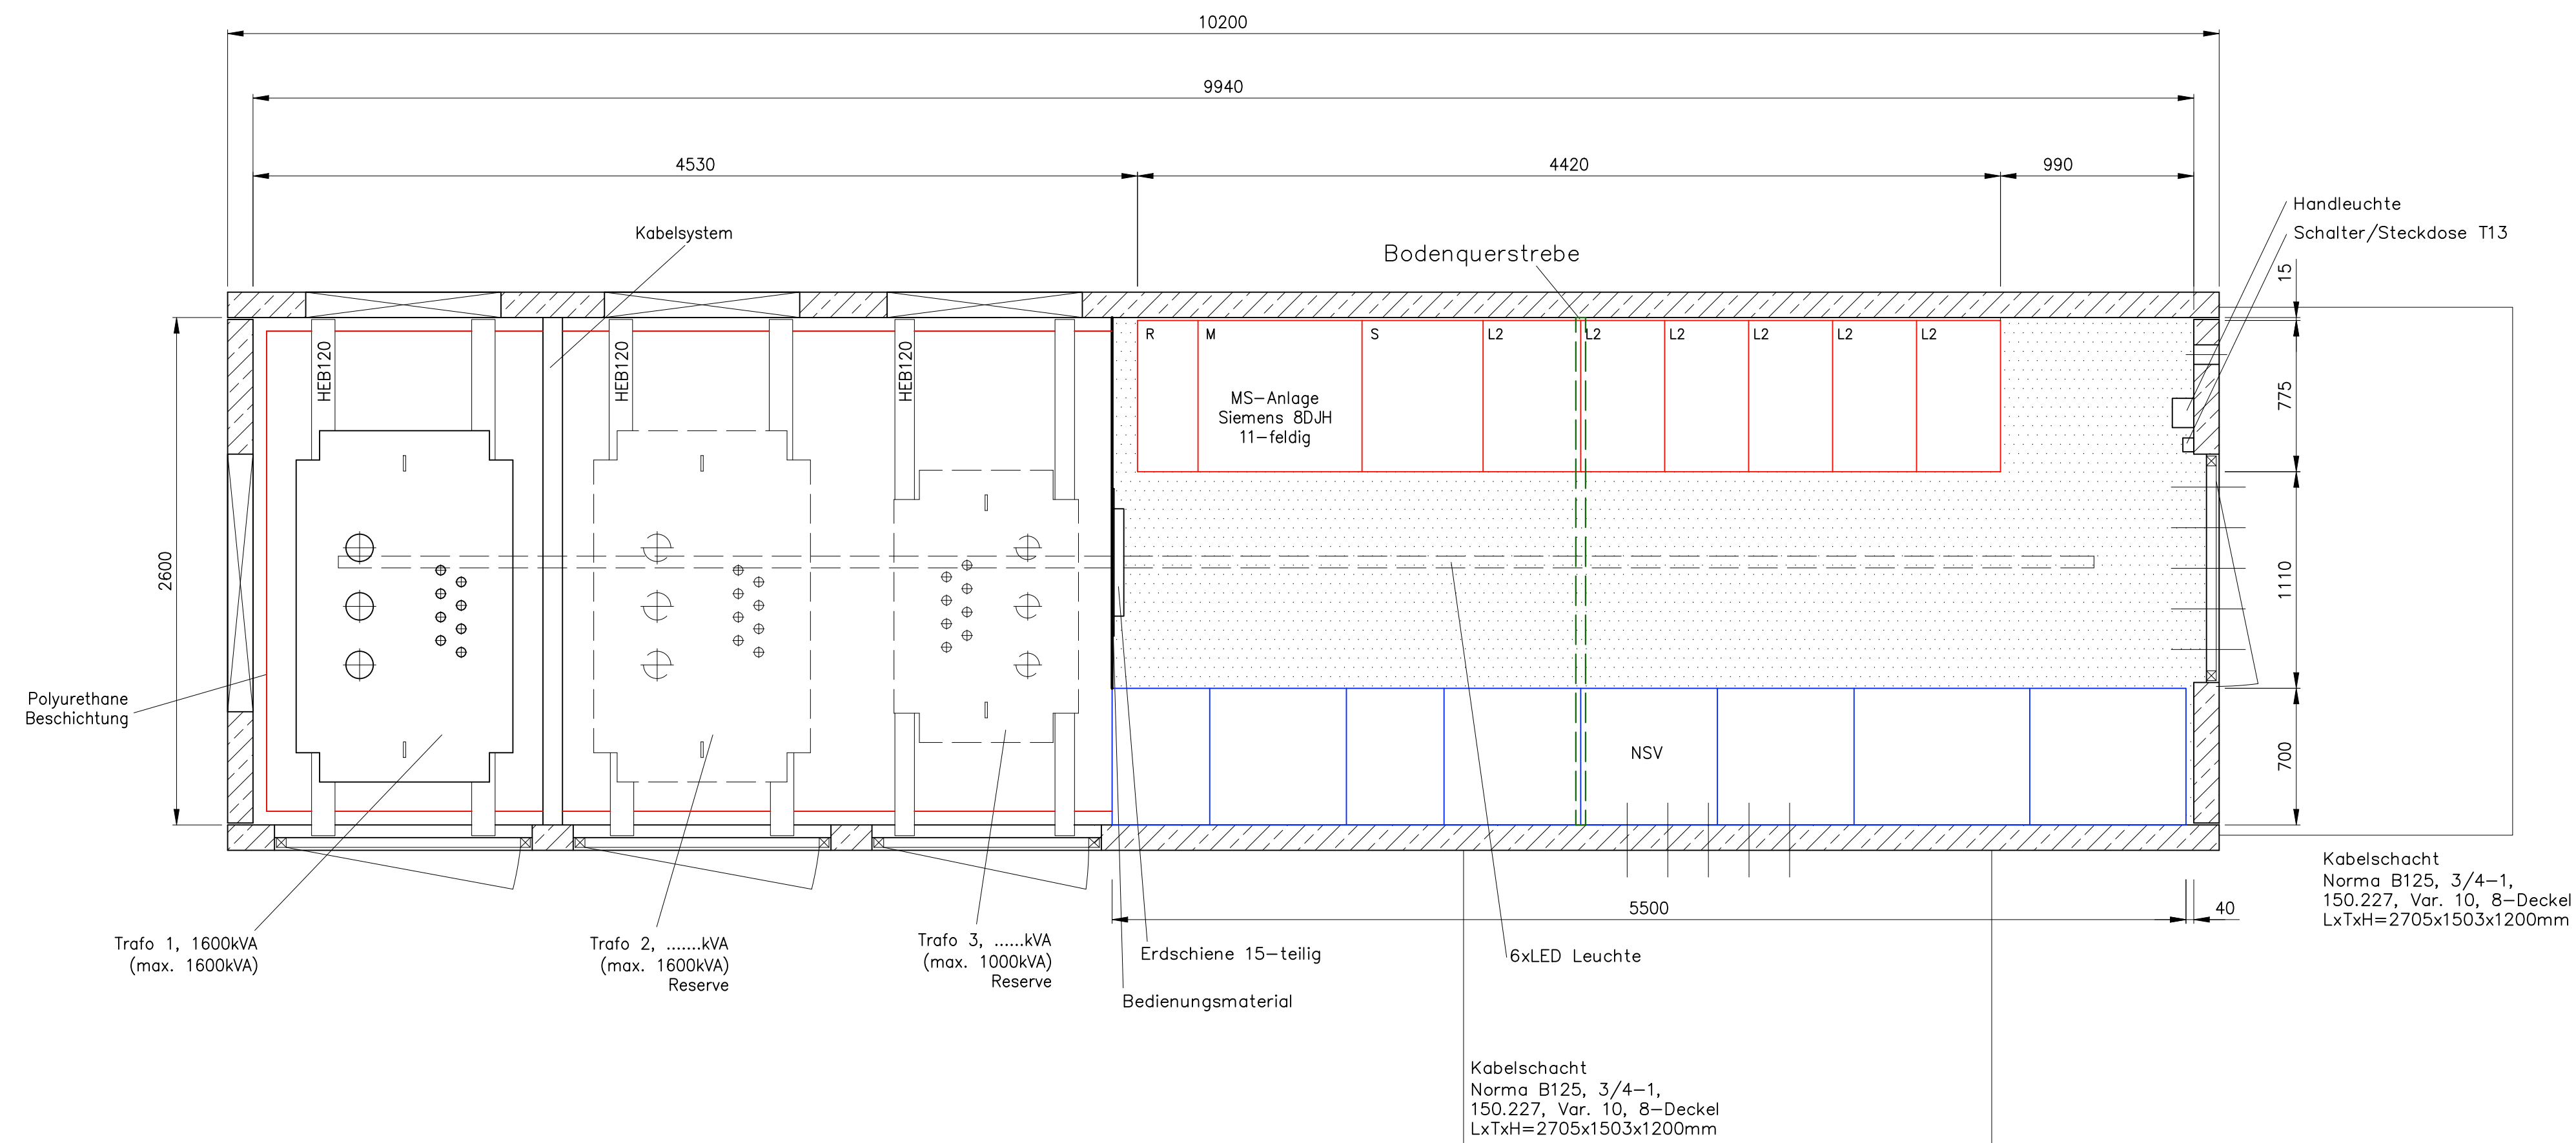 10200
9940
4530
4420
990
Handleuchte
Schalter/Steckdose T13
Kabelsystem
Bodenquerstrebe
15
HEB120
HEB120
HEB120
R
M
S
L2
L2
L2
L2
L2
L2
MS-Anlage
Siemens 8DJH
11-feldig
775
2600
1110
Polyurethane
Beschichtung
NSV
700
Kabelschacht
Norma B125, 3/4-1,
150.227, Var. 10, 8-Deckel
LxTxH=2705x1503x1200mm
5500
40
Trafo 1, 1600kVA
(max. 1600kVA)
Trafo 2, .......kVA
(max. 1600kVA)
Reserve
Trafo 3, ......kVA
(max. 1000kVA)
Reserve
Erdschiene 15-teilig
6xLED Leuchte
Bedienungsmaterial
Kabelschacht
Norma B125, 3/4-1,
150.227, Var. 10, 8-Deckel
LxTxH=2705x1503x1200mm